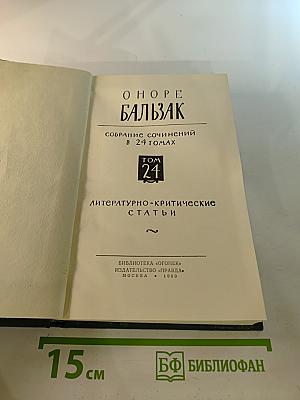 ОНОРЕ
БАЛЬЗАК
СОБРАНИЕ СОЧИНЕНИЙ
В 24 ТОМАХ
ТОМ
24
ЛИТЕРАТУРНО-КРИТИЧЕСКИЕ
СТАТЬИ
БИБЛИОТЕКА «ОГОНЕК»
ИЗДАТЕЛЬСТВО «ПРАВДА»
МОСКВА • 1960
15 см
БФ БИБЛИОФАН